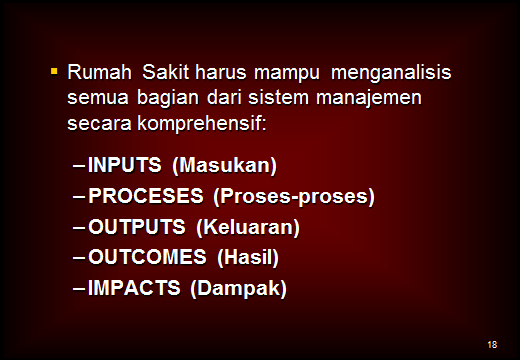 ▪ Rumah Sakit harus mampu menganalisis
semua bagian dari sistem manajemen
secara komprehensif:
– INPUTS (Masukan)
– PROCESES (Proses-proses)
– OUTPUTS (Keluaran)
– OUTCOMES (Hasil)
– IMPACTS (Dampak)
18